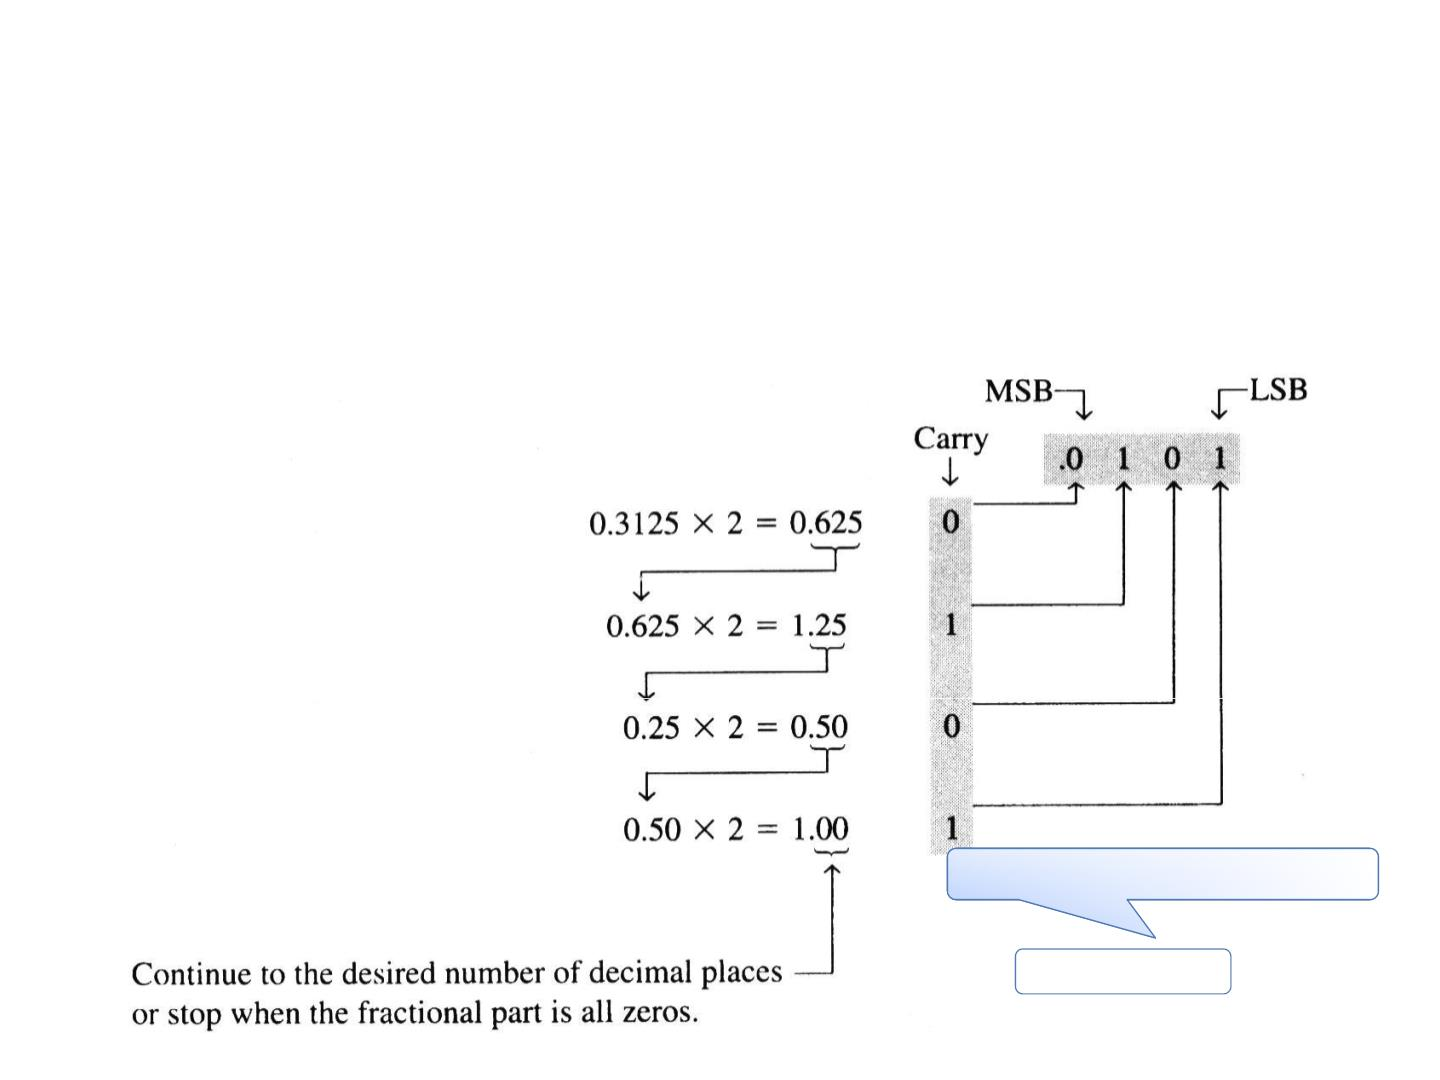 MSB LSB
Carry
.0 1 0 1
0.3125 × 2 = 0.625 0
0.625 × 2 = 1.25 1
0.25 × 2 = 0.50 0
0.50 × 2 = 1.00 1
Continue to the desired number of decimal places
or stop when the fractional part is all zeros.